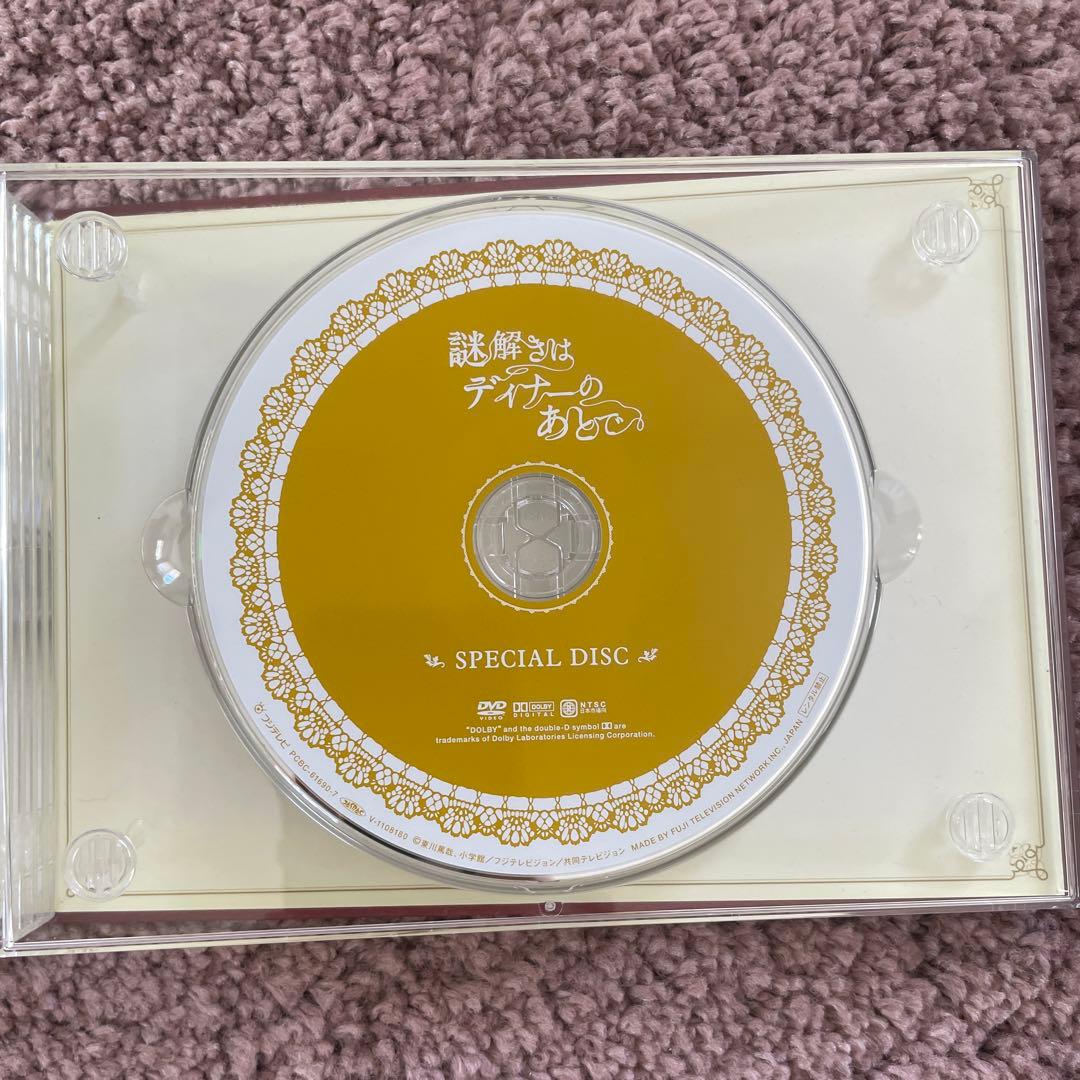 謎解きは
ディナーの
あとで
SPECIAL DISC
DVD VIDEO
DOLBY DIGITAL
NTSC 日本市場向
"DOLBY" and the double-D symbol are
trademarks of Dolby Laboratories Licensing Corporation.
フジテレビ PCBC-61690-7 V-1108180 ©東川篤哉、小学館／フジテレビジョン／共同テレビジョン MADE BY FUJI TELEVISION NETWORK INC., JAPAN レンタル禁止